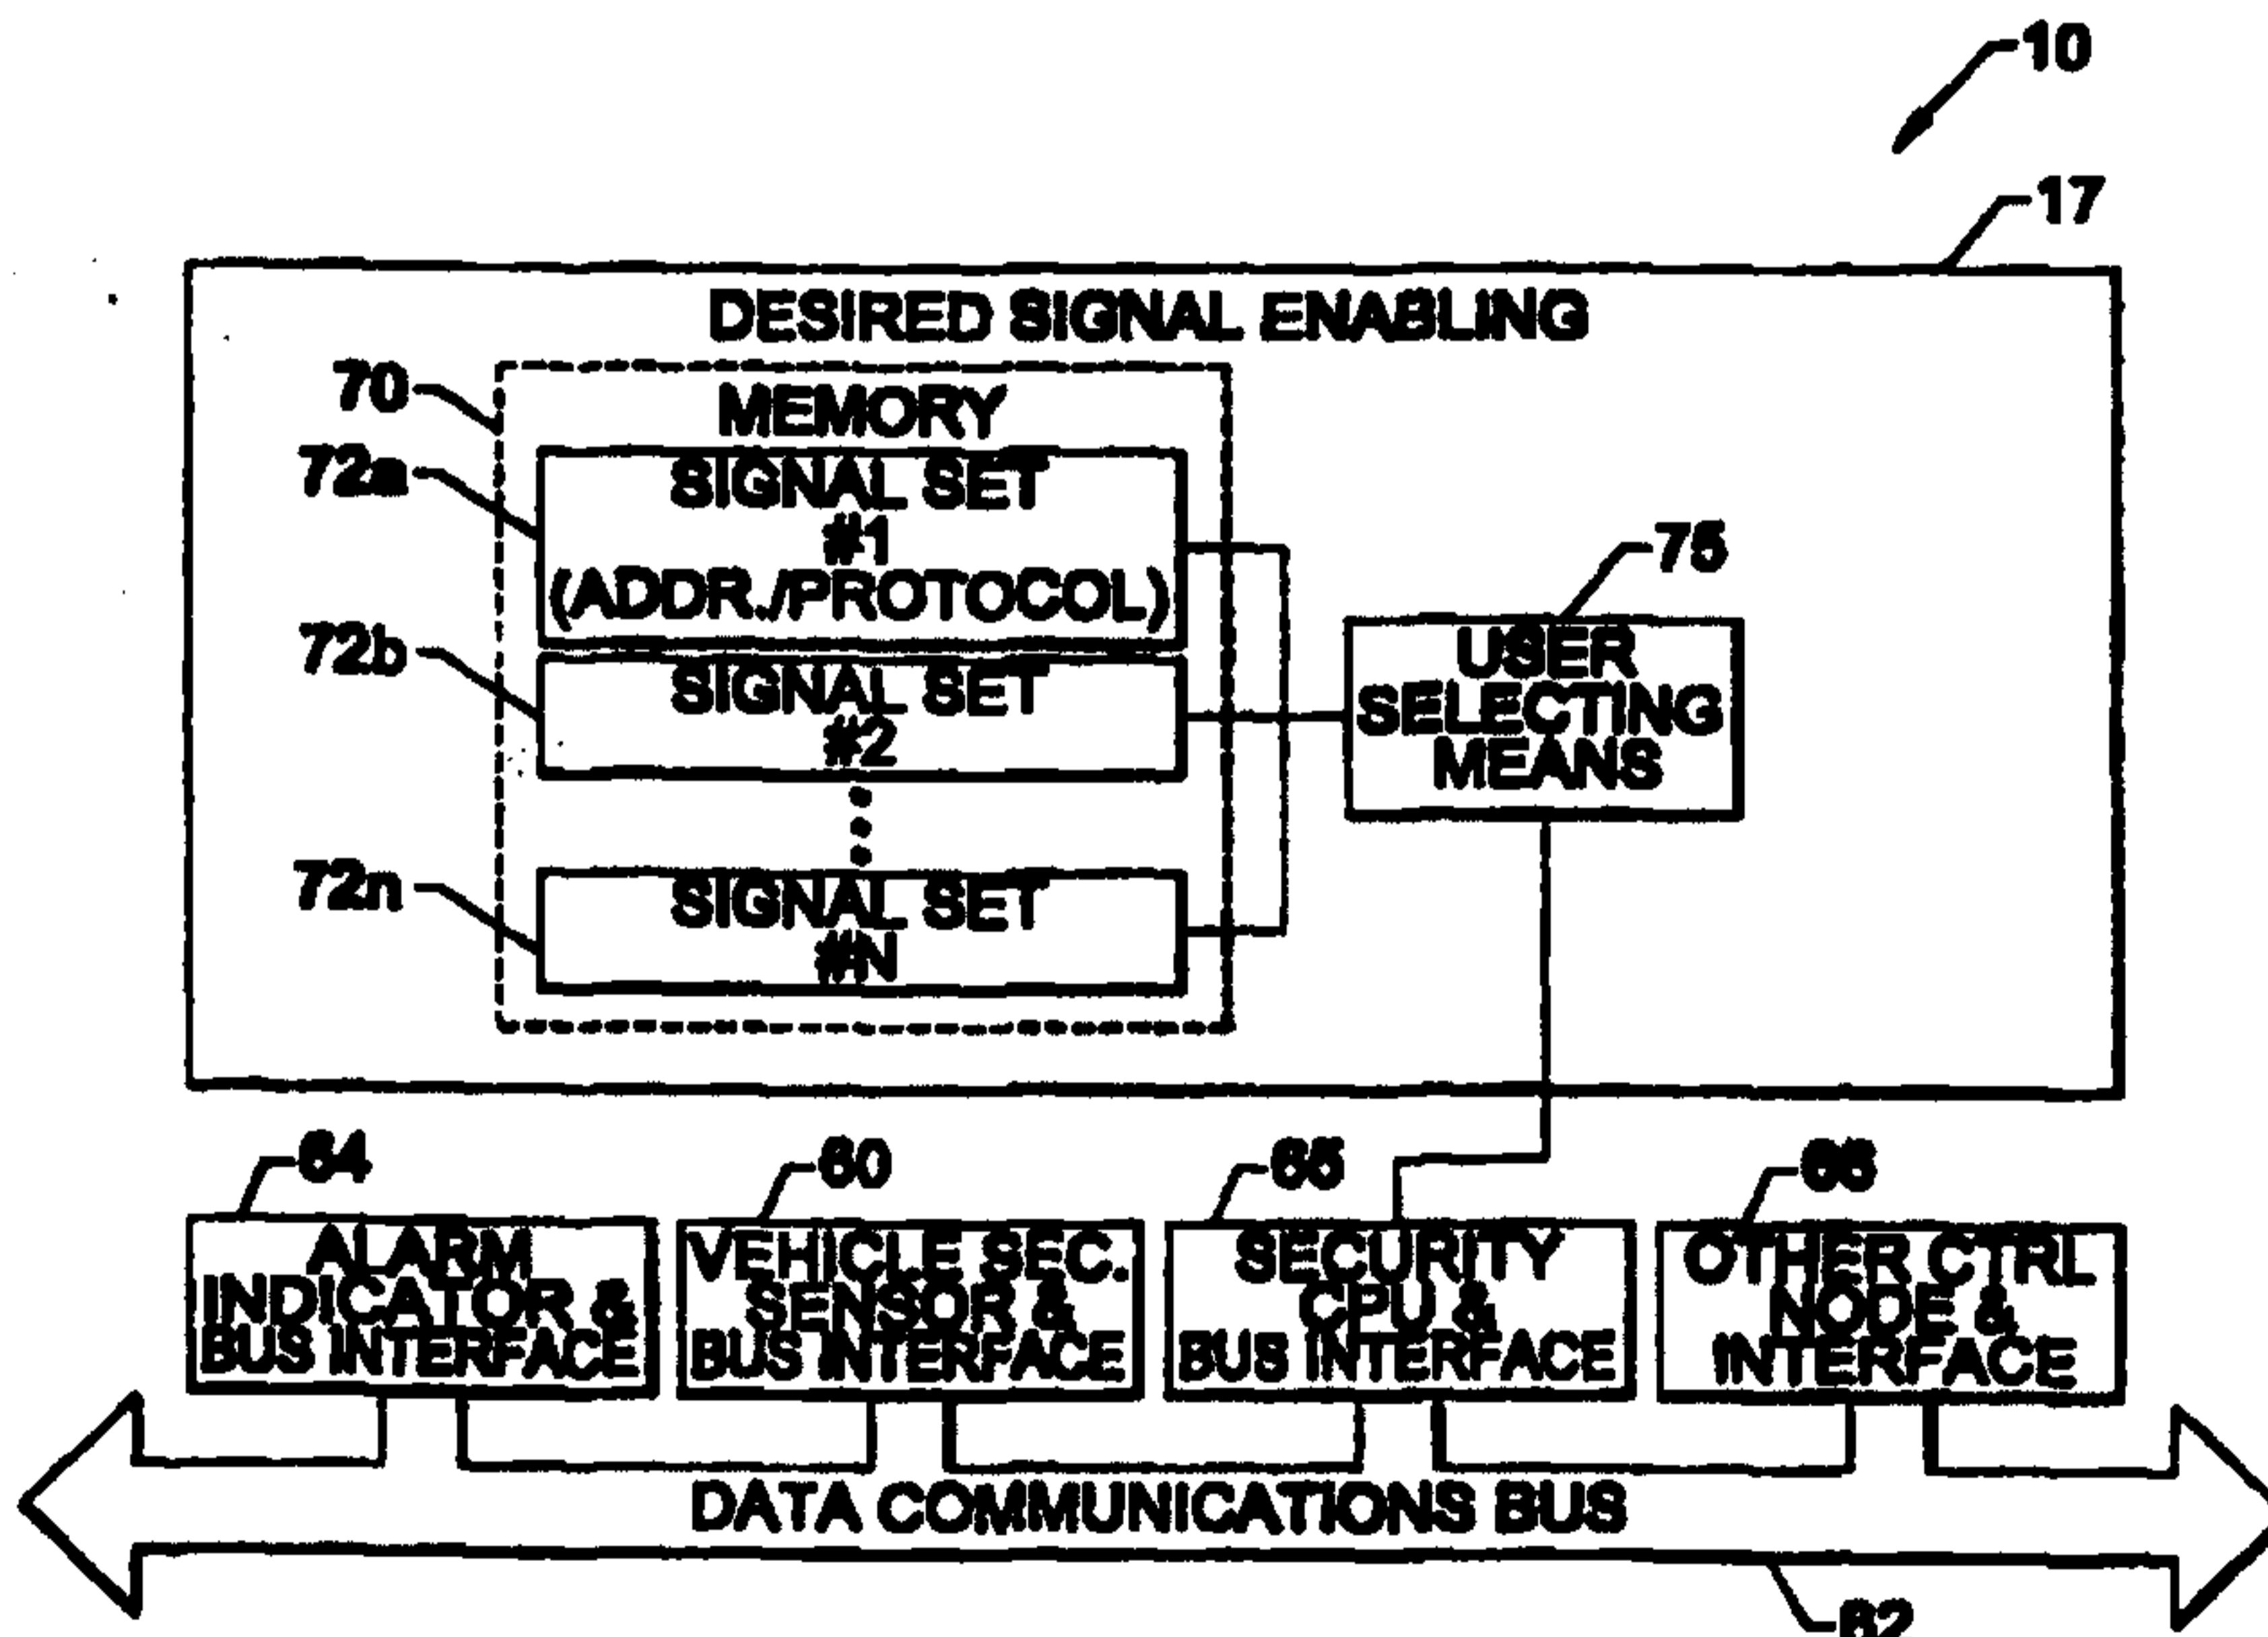 10
17
DESIRED SIGNAL ENABLING
70
MEMORY
72a
SIGNAL SET
#1
(ADDR./PROTOCOL)
75
72b
SIGNAL SET
#2
USER
SELECTING
MEANS
72n
SIGNAL SET
#N
64
60
65
66
ALARM
INDICATOR &
BUS INTERFACE
VEHICLE SEC.
SENSOR &
BUS INTERFACE
SECURITY
CPU &
BUS INTERFACE
OTHER CTRL
NODE &
INTERFACE
DATA COMMUNICATIONS BUS